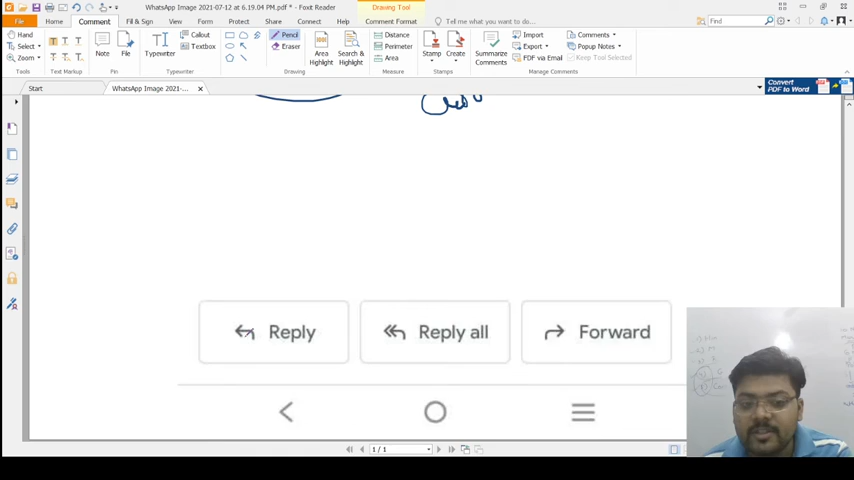 WhatsApp Image 2021-07-12 at 6.19.04 PM.pdf * - Foxit Reader
Drawing Tool
File Home Comment Fill & Sign View Form Protect Share Connect Help Comment Format Tell me what you want to do... Find
Hand Select Zoom Tools
Text Markup
Note File Pin
Typewriter Callout Textbox Typewriter
Pencil Eraser Area Highlight Search & Highlight Drawing
Distance Perimeter Area Measure
Stamp Create Stamps
Summarize Comments Import Export FDF via Email Comments Popup Notes Keep Tool Selected Manage Comments
Start WhatsApp Image 2021-...
Convert PDF to Word
Reply Reply all Forward
1 / 1